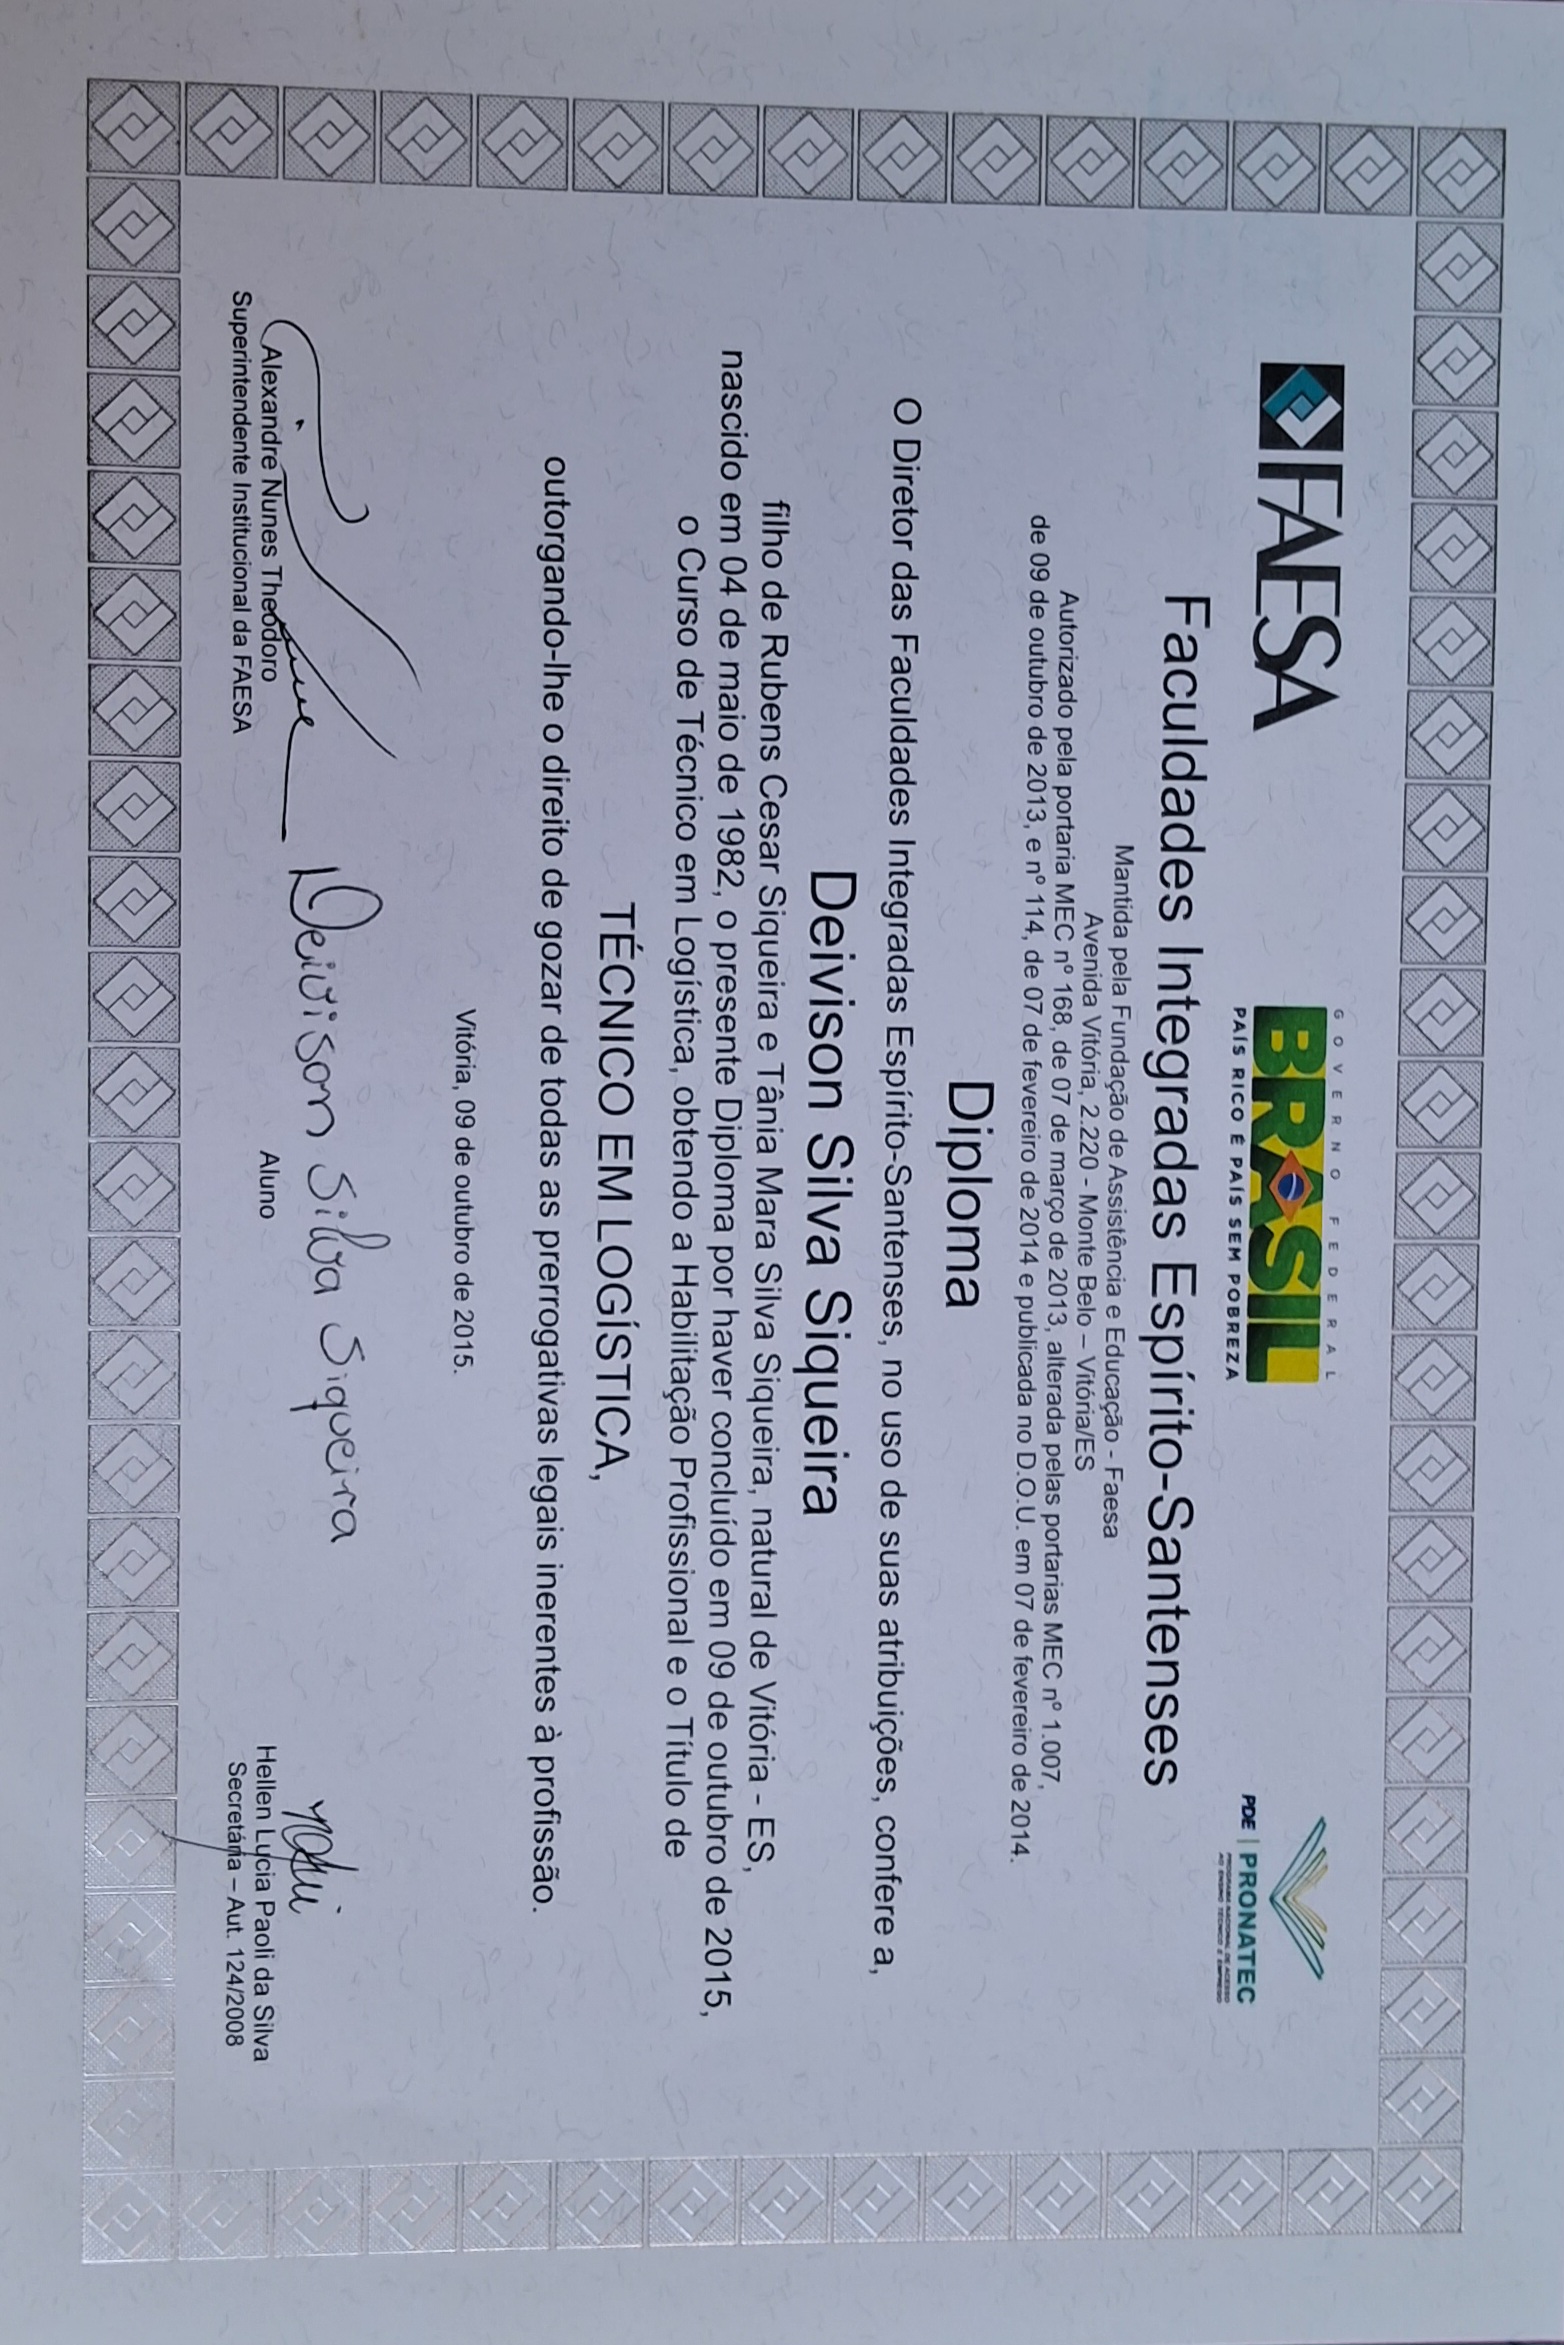 FAESA
GOVERNO FEDERAL
BRASIL
PAÍS RICO É PAÍS SEM POBREZA
PDE | PRONATEC
PROGRAMA NACIONAL DE ACESSO
AO ENSINO TÉCNICO E EMPREGO
Faculdades Integradas Espírito-Santenses
Mantida pela Fundação de Assistência e Educação - Faesa
Avenida Vitória, 2.220 - Monte Belo – Vitória/ES
Autorizado pela portaria MEC nº 168, de 07 de março de 2013, alterada pelas portarias MEC nº 1.007,
de 09 de outubro de 2013, e nº 114, de 07 de fevereiro de 2014 e publicada no D.O.U. em 07 de fevereiro de 2014.
Diploma
O Diretor das Faculdades Integradas Espírito-Santenses, no uso de suas atribuições, confere a,
Deivison Silva Siqueira
filho de Rubens Cesar Siqueira e Tânia Mara Silva Siqueira, natural de Vitória - ES,
nascido em 04 de maio de 1982, o presente Diploma por haver concluído em 09 de outubro de 2015,
o Curso de Técnico em Logística, obtendo a Habilitação Profissional e o Título de
TÉCNICO EM LOGÍSTICA,
outorgando-lhe o direito de gozar de todas as prerrogativas legais inerentes à profissão.
Vitória, 09 de outubro de 2015.
Deivison Silva Siqueira
Alexandre Nunes Theodoro
Superintendente Institucional da FAESA
Aluno
Hellen Lucia Paoli da Silva
Secretária – Aut. 124/2008